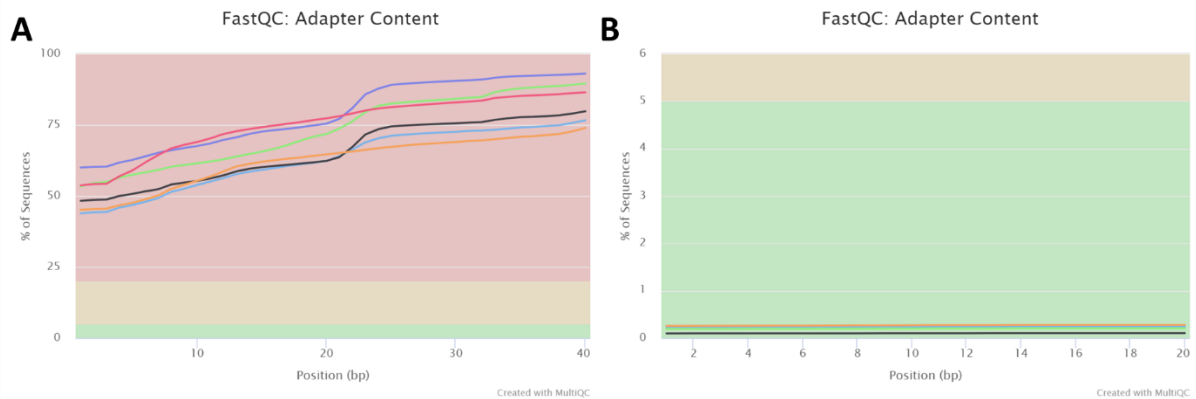 A
FastQC: Adapter Content
100
75
50
25
0
% of Sequences
10
20
30
40
Position (bp)
Created with MultiQC
B
FastQC: Adapter Content
6
5
4
3
2
1
0
% of Sequences
2
4
6
8
10
12
14
16
18
20
Position (bp)
Created with MultiQC